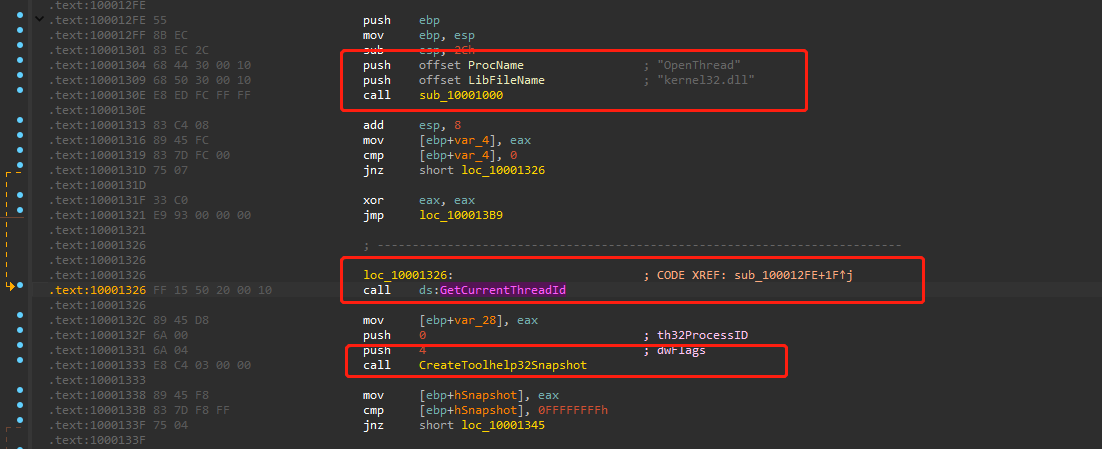 .text:100012FE
.text:100012FE 55 push ebp
.text:100012FF 8B EC mov ebp, esp
.text:10001301 83 EC 2C sub esp, 2Ch
.text:10001304 68 44 30 00 10 push offset ProcName ; "OpenThread"
.text:10001309 68 50 30 00 10 push offset LibFileName ; "kernel32.dll"
.text:1000130E E8 ED FC FF FF call sub_10001000
.text:1000130E
.text:10001313 83 C4 08 add esp, 8
.text:10001316 89 45 FC mov [ebp+var_4], eax
.text:10001319 83 7D FC 00 cmp [ebp+var_4], 0
.text:1000131D 75 07 jnz short loc_10001326
.text:1000131D
.text:1000131F 33 C0 xor eax, eax
.text:10001321 E9 93 00 00 00 jmp loc_100013B9
.text:10001321
.text:10001326 ; ---------------------------------------------------------------------------
.text:10001326
.text:10001326 loc_10001326: ; CODE XREF: sub_100012FE+1F↑j
.text:10001326 FF 15 50 20 00 10 call ds:GetCurrentThreadId
.text:10001326
.text:1000132C 89 45 D8 mov [ebp+var_28], eax
.text:1000132F 6A 00 push 0 ; th32ProcessID
.text:10001331 6A 04 push 4 ; dwFlags
.text:10001333 E8 C4 03 00 00 call CreateToolhelp32Snapshot
.text:10001333
.text:10001338 89 45 F8 mov [ebp+hSnapshot], eax
.text:1000133B 83 7D F8 FF cmp [ebp+hSnapshot], 0FFFFFFFFh
.text:1000133F 75 04 jnz short loc_10001345
.text:1000133F